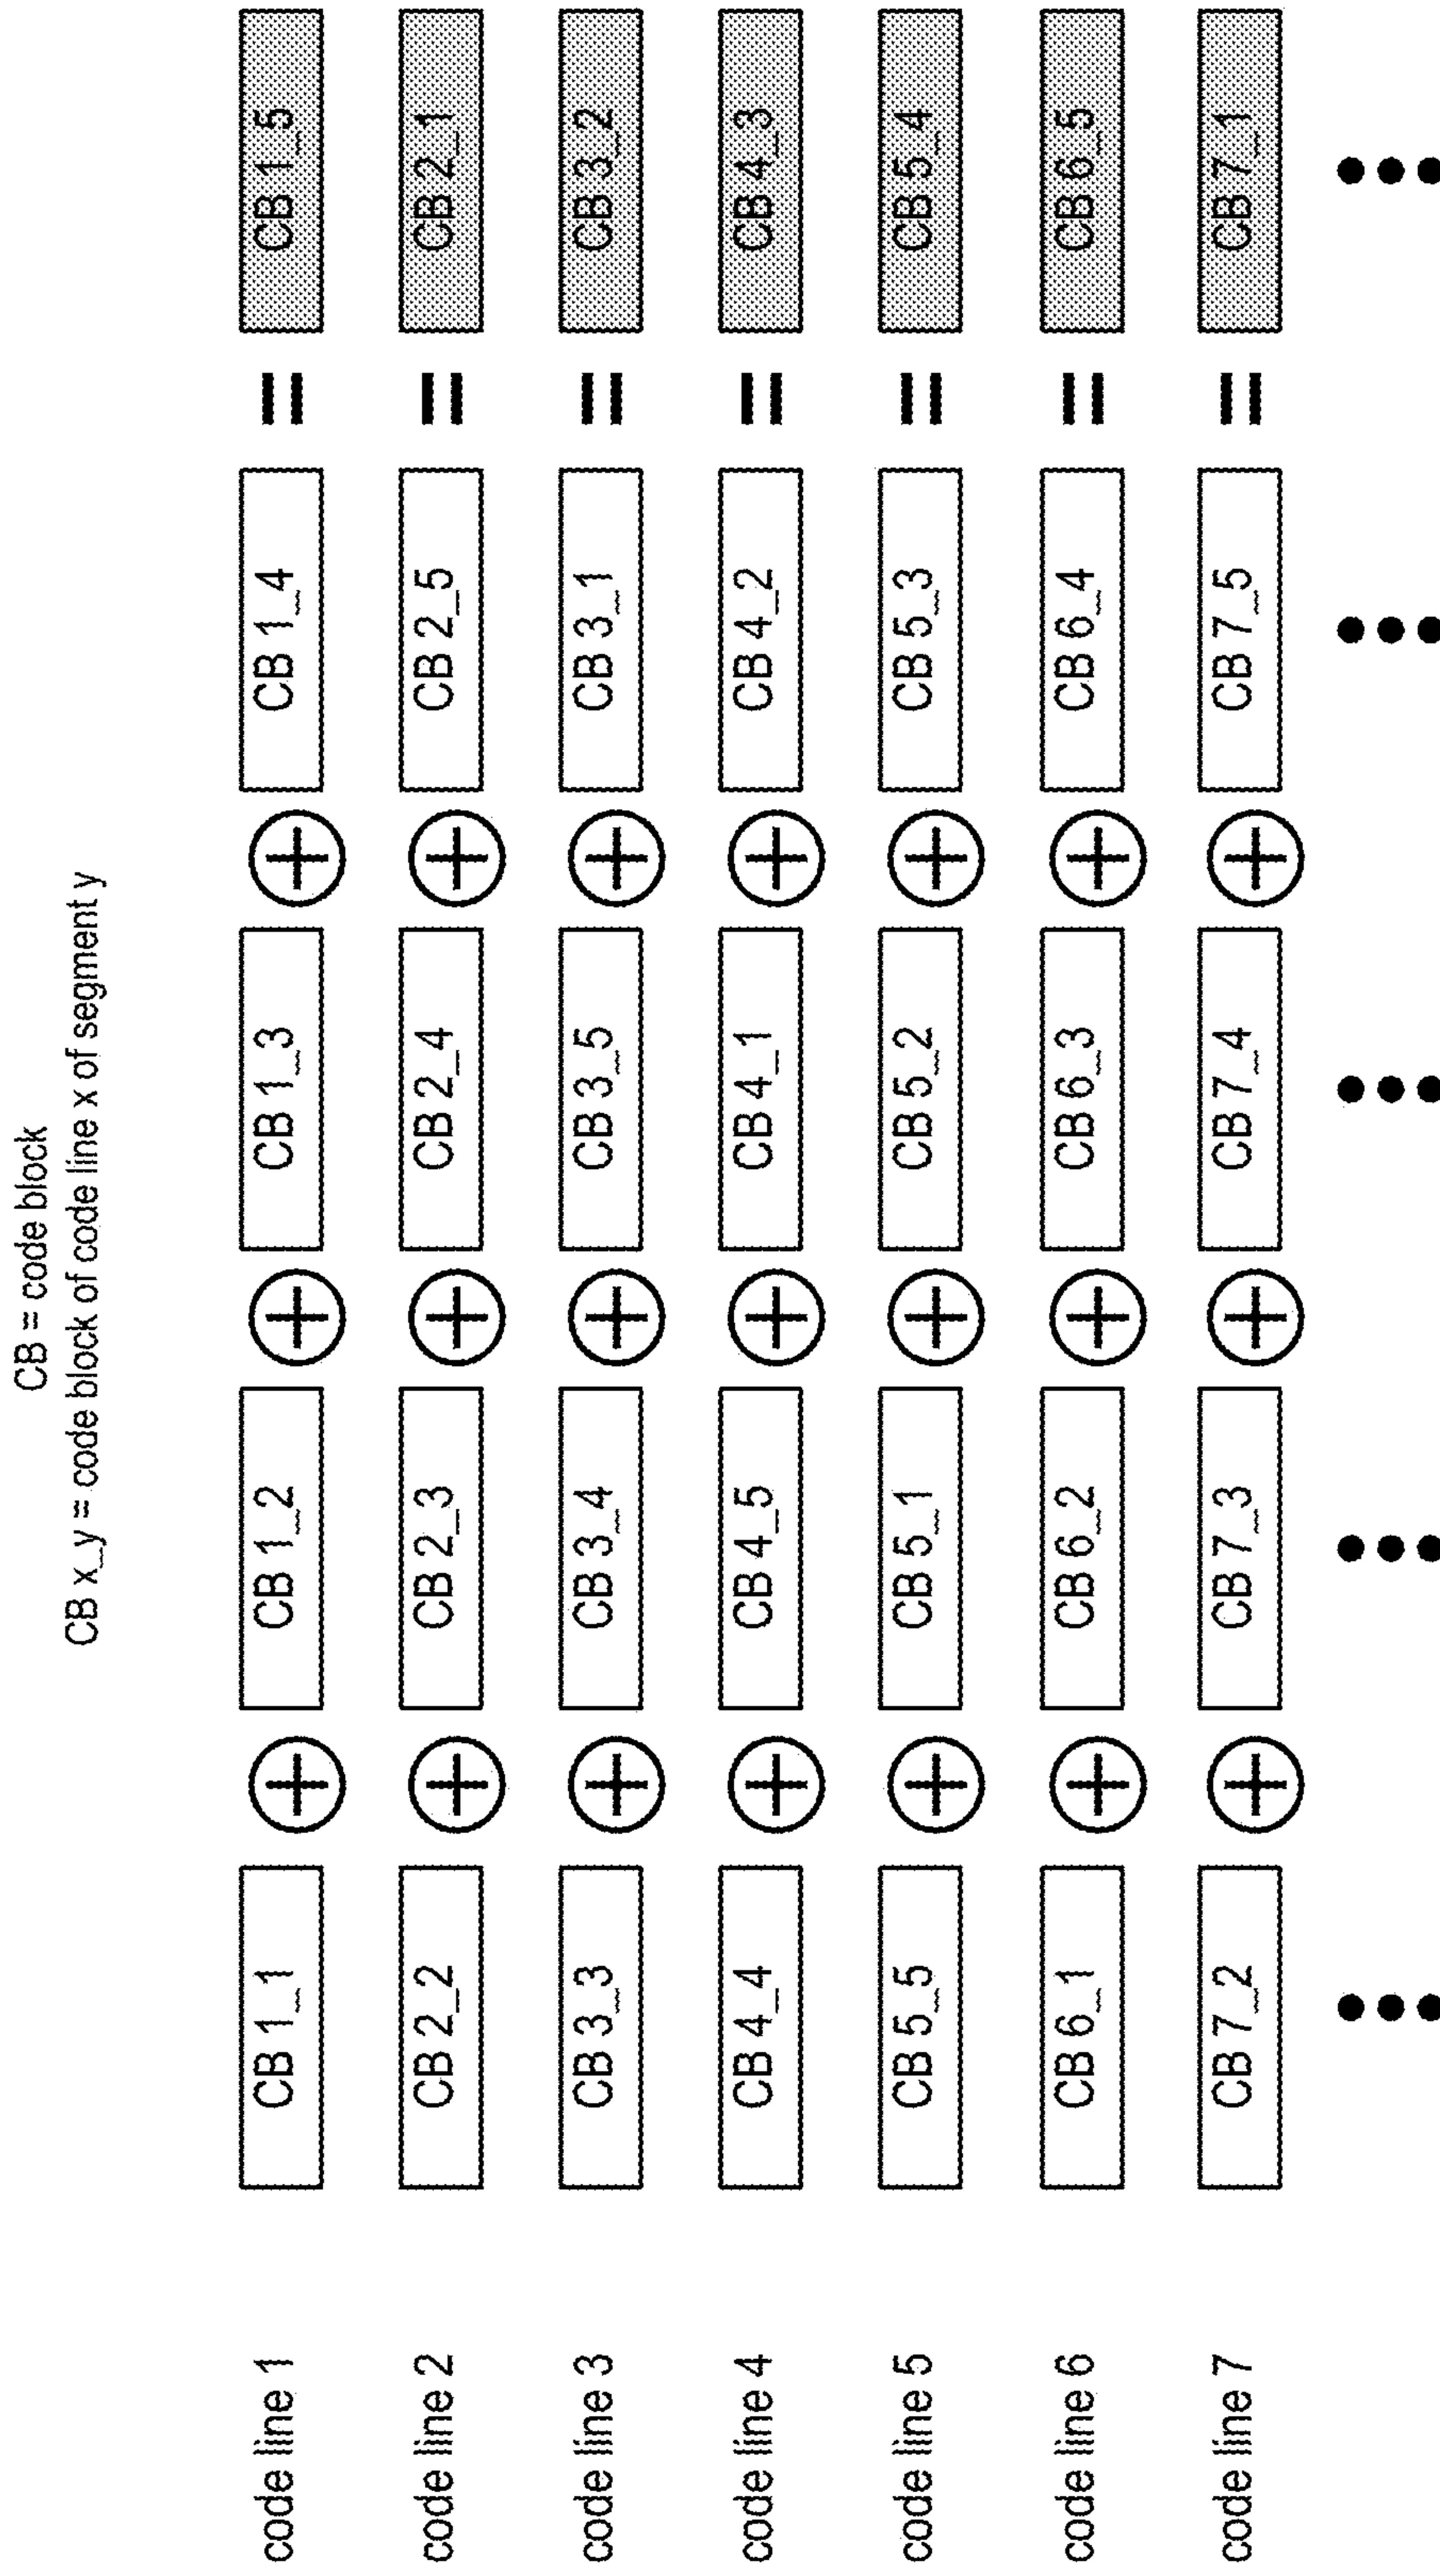 CB = code block
CB x_y = code block of code line x of segment y
code line 1 CB 1_1 ⊕ CB 1_2 ⊕ CB 1_3 ⊕ CB 1_4 = CB 1_5
code line 2 CB 2_2 ⊕ CB 2_3 ⊕ CB 2_4 ⊕ CB 2_5 = CB 2_1
code line 3 CB 3_3 ⊕ CB 3_4 ⊕ CB 3_5 ⊕ CB 3_1 = CB 3_2
code line 4 CB 4_4 ⊕ CB 4_5 ⊕ CB 4_1 ⊕ CB 4_2 = CB 4_3
code line 5 CB 5_5 ⊕ CB 5_1 ⊕ CB 5_2 ⊕ CB 5_3 = CB 5_4
code line 6 CB 6_1 ⊕ CB 6_2 ⊕ CB 6_3 ⊕ CB 6_4 = CB 6_5
code line 7 CB 7_2 ⊕ CB 7_3 ⊕ CB 7_4 ⊕ CB 7_5 = CB 7_1